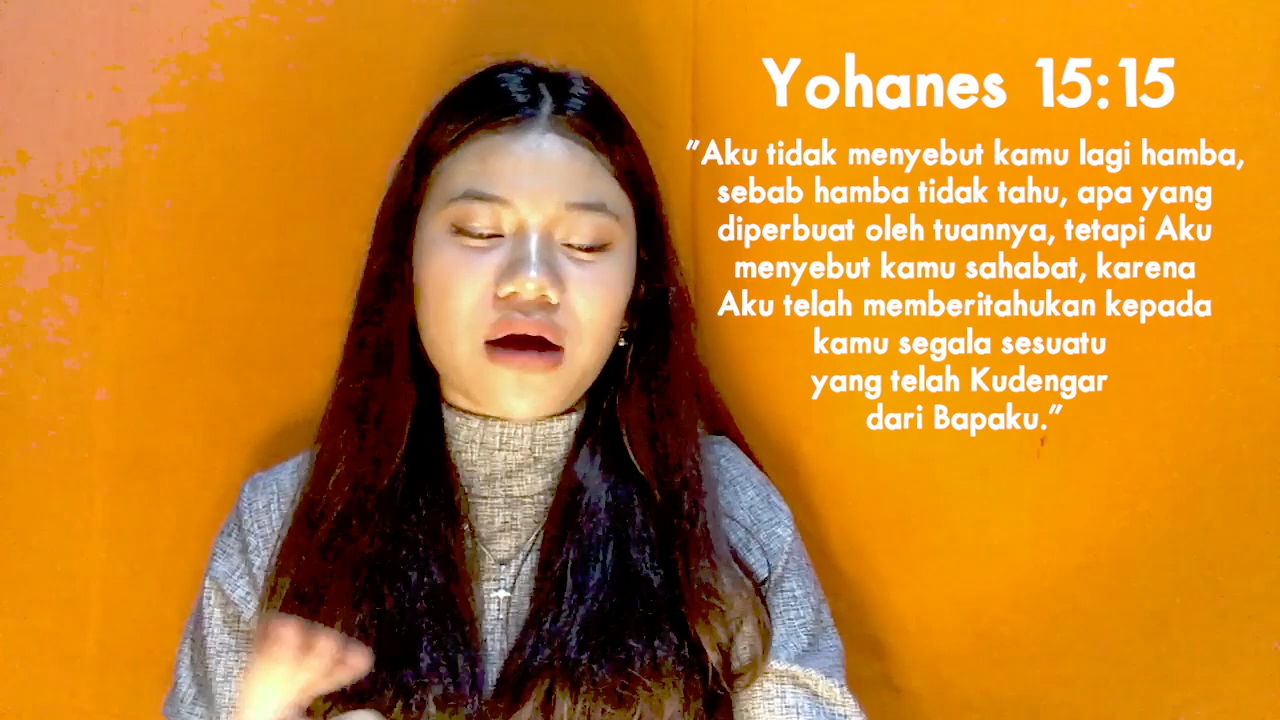 Yohanes 15:15
"Aku tidak menyebut kamu lagi hamba,
sebab hamba tidak tahu, apa yang
diperbuat oleh tuannya, tetapi Aku
menyebut kamu sahabat, karena
Aku telah memberitahukan kepada
kamu segala sesuatu
yang telah Kudengar
dari Bapaku."